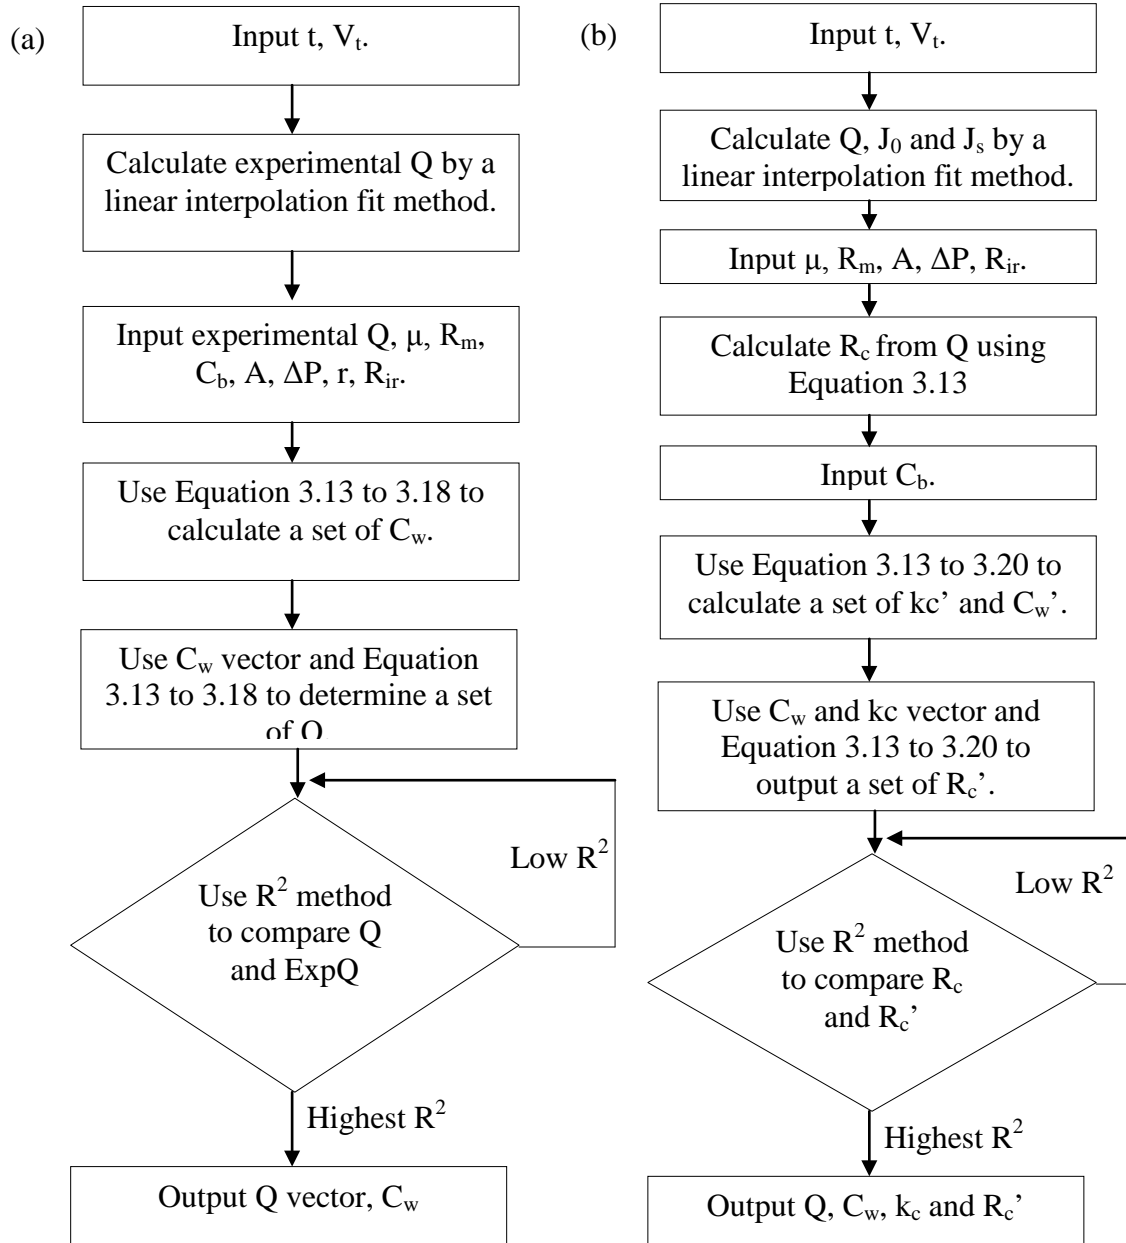 (a)
Input t, Vt.
Calculate experimental Q by a
linear interpolation fit method.
Input experimental Q, μ, Rm,
Cb, A, ΔP, r, Rir.
Use Equation 3.13 to 3.18 to
calculate a set of Cw.
Use Cw vector and Equation
3.13 to 3.18 to determine a set
of Q
Low R2
Use R2 method
to compare Q
and ExpQ
Highest R2
Output Q vector, Cw
(b)
Input t, Vt.
Calculate Q, J0 and Js by a
linear interpolation fit method.
Input μ, Rm, A, ΔP, Rir.
Calculate Rc from Q using
Equation 3.13
Input Cb.
Use Equation 3.13 to 3.20 to
calculate a set of kc’ and Cw’.
Use Cw and kc vector and
Equation 3.13 to 3.20 to
output a set of Rc’.
Low R2
Use R2 method
to compare Rc
and Rc’
Highest R2
Output Q, Cw, kc and Rc’